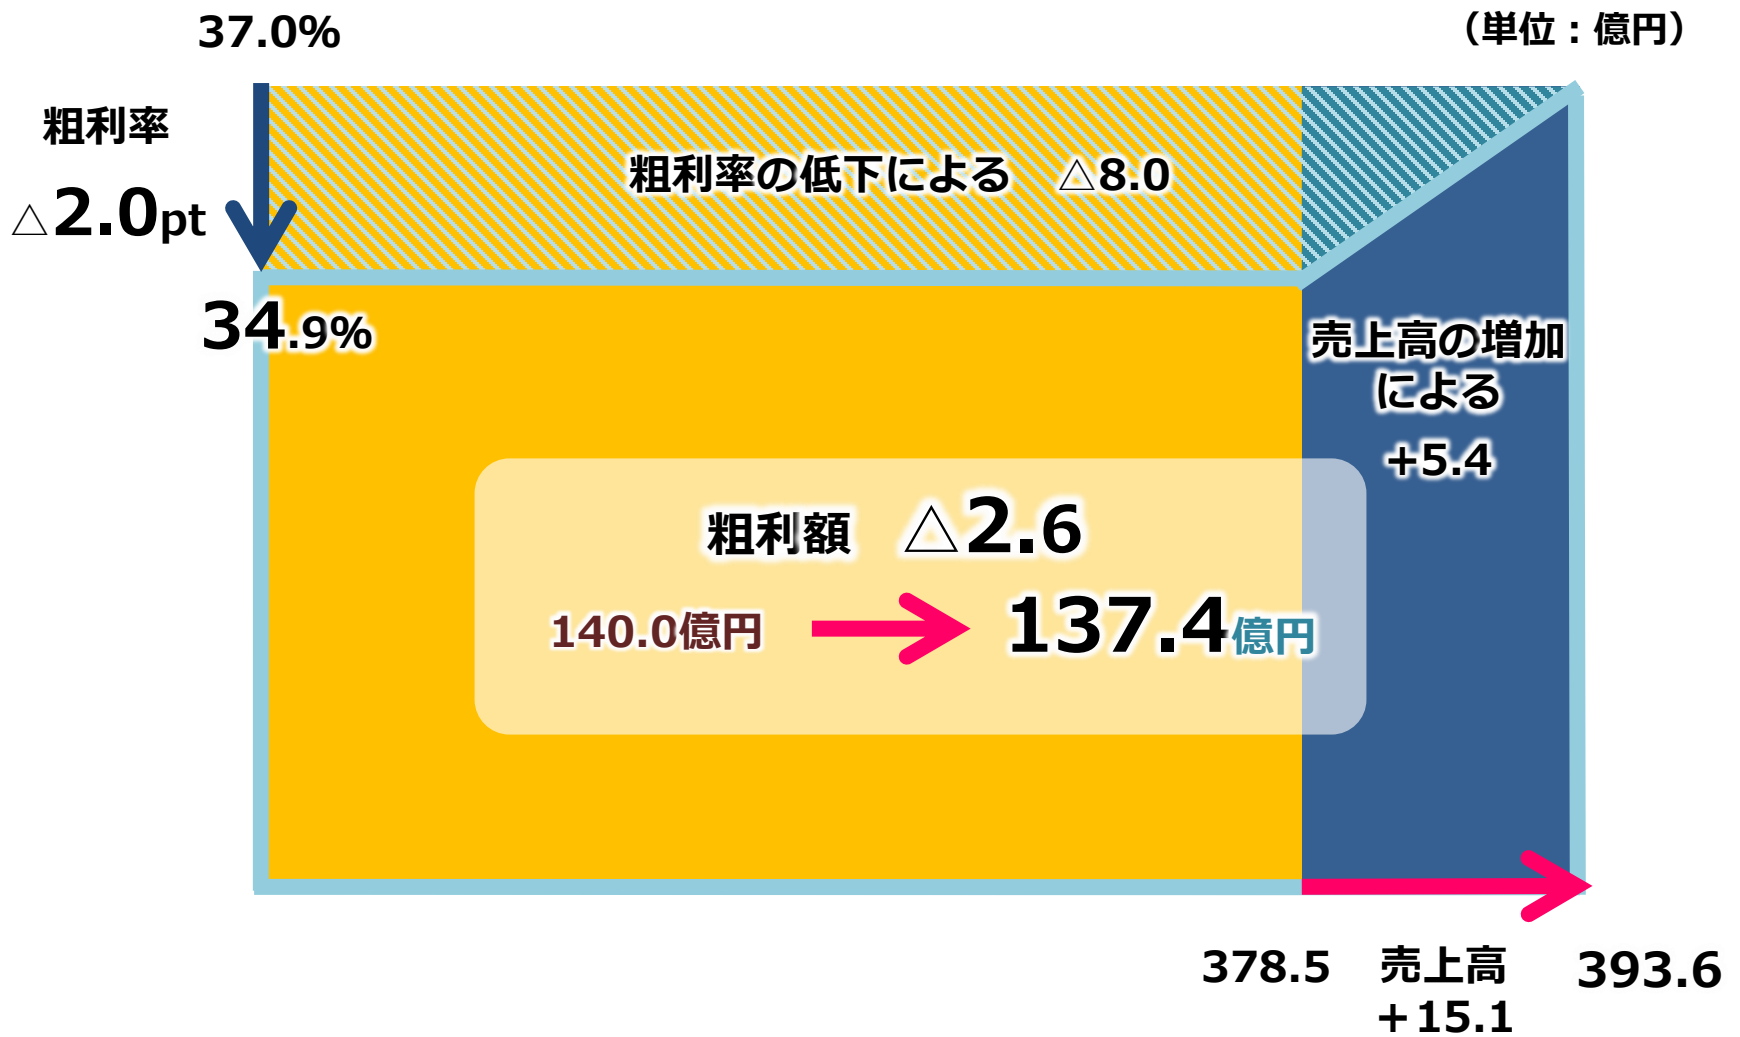 37.0%
（単位：億円）
粗利率
△2.0pt
粗利率の低下による　△8.0
34.9%
売上高の増加
による
+5.4
粗利額　△2.6
140.0億円
137.4億円
378.5
売上高
＋15.1
393.6